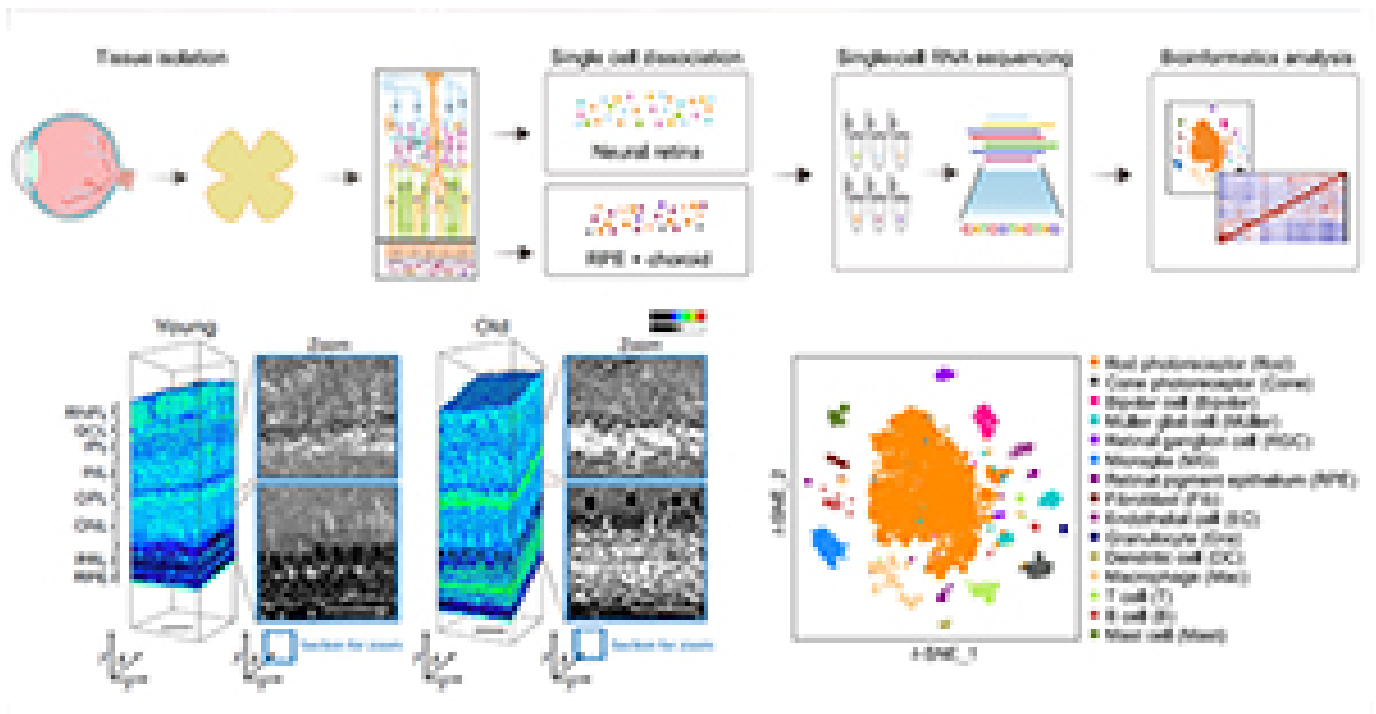 Tissue isolation
Single cell dissociation
Single-cell RNA sequencing
Bioinformatics analysis
Neural retina
RPE + choroid
Young
Old
Zoom
Zoom
Section for zoom
Section for zoom
t-SNE_2
t-SNE_1
Rod photoreceptor (Rod)
Cone photoreceptor (Cone)
Bipolar cell (Bipolar)
Müller glial cell (Muller)
Retinal ganglion cell (RGC)
Microglia (MG)
Retinal pigment epithelium (RPE)
Fibroblast (Fib)
Endothelial cell (EC)
Granulocyte (Gra)
Dendritic cell (DC)
Macrophage (Mac)
T cell (T)
B cell (B)
Mast cell (Mast)